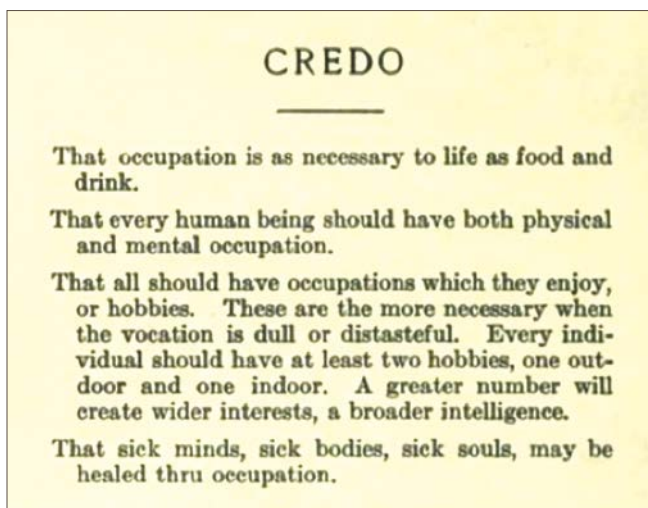 CREDO
That occupation is as necessary to life as food and
drink.
That every human being should have both physical
and mental occupation.
That all should have occupations which they enjoy,
or hobbies. These are the more necessary when
the vocation is dull or distasteful. Every indi-
vidual should have at least two hobbies, one out-
door and one indoor. A greater number will
create wider interests, a broader intelligence.
That sick minds, sick bodies, sick souls, may be
healed thru occupation.